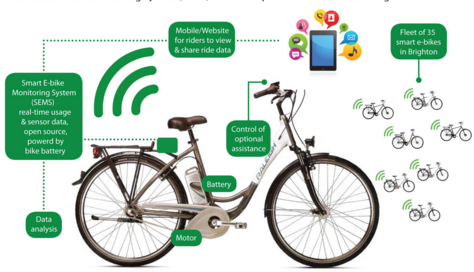 Mobile/Website
for riders to view
& share ride data
Fleet of 35
smart e-bikes
in Brighton
Smart E-bike
Monitoring System
(SEMS)
real-time usage
& sensor data,
open source,
powerd by
bike battery
Control of
optional
assistance
Battery
Data
analysis
Motor